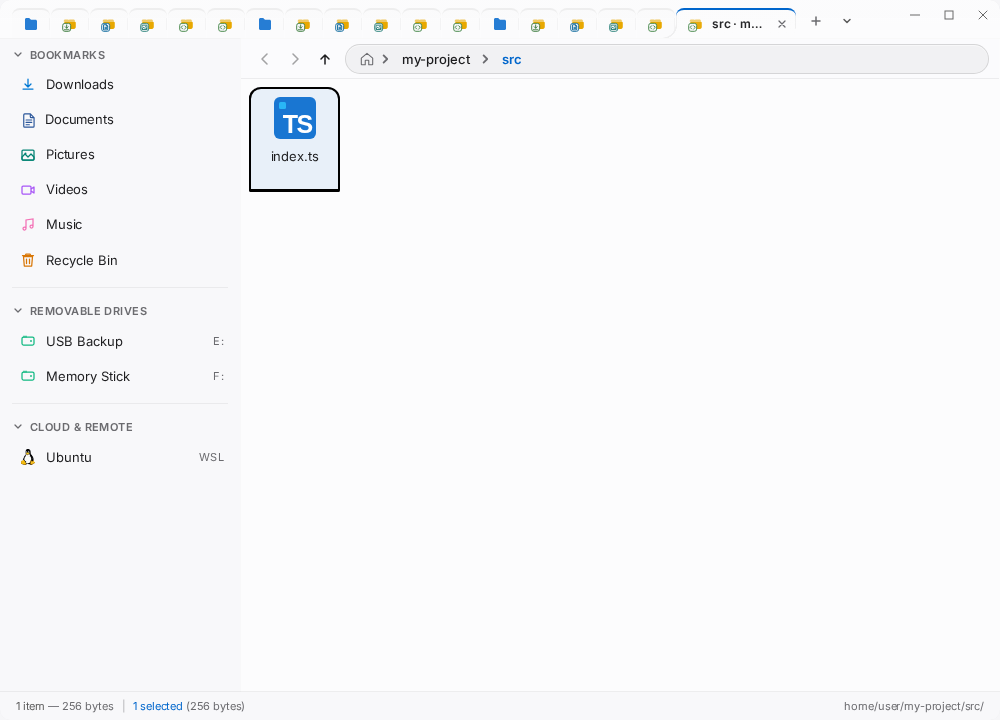 src · m...
BOOKMARKS
my-project
src
Downloads
Documents
Pictures
Videos
Music
Recycle Bin
TS
index.ts
REMOVABLE DRIVES
USB Backup E:
Memory Stick F:
CLOUD & REMOTE
Ubuntu WSL
1 item — 256 bytes
1 selected (256 bytes)
home/user/my-project/src/